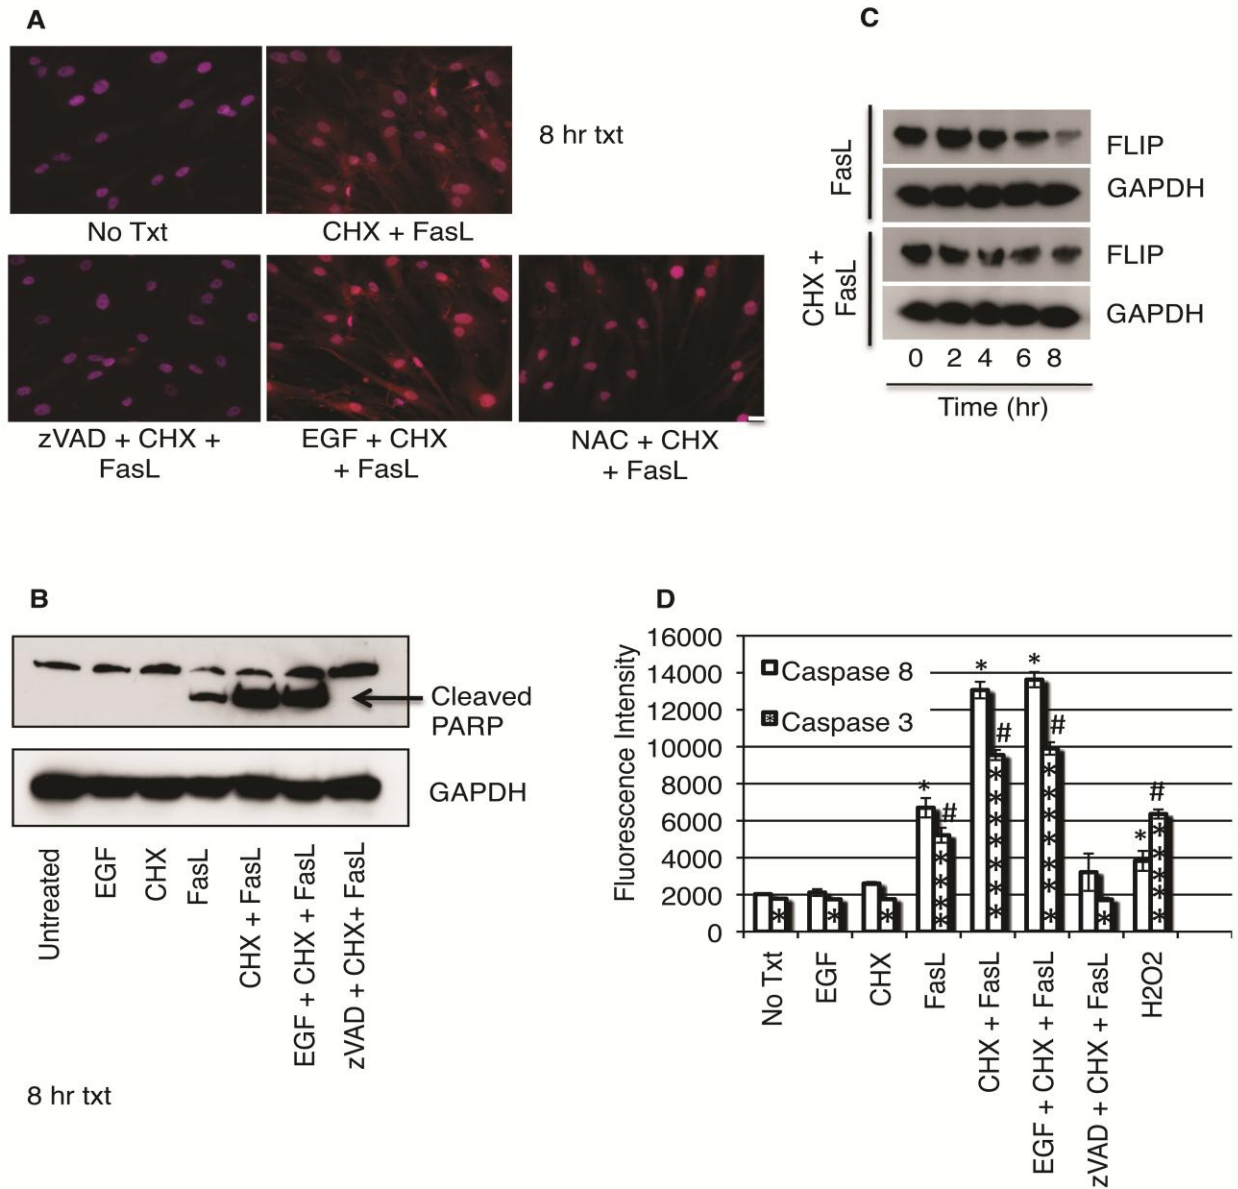 A
8 hr txt
No Txt
CHX + FasL
zVAD + CHX +
FasL
EGF + CHX
+ FasL
NAC + CHX
+ FasL
C
FasL
FLIP
GAPDH
CHX +
FasL
FLIP
GAPDH
0 2 4 6 8
Time (hr)
B
Cleaved
PARP
GAPDH
Untreated
EGF
CHX
FasL
CHX + FasL
EGF + CHX + FasL
zVAD + CHX+ FasL
8 hr txt
D
Fluorescence Intensity
16000
14000
12000
10000
8000
6000
4000
2000
0
Caspase 8
Caspase 3
*
#
*
#
*
#
*
#
No Txt
EGF
CHX
FasL
CHX + FasL
EGF + CHX + FasL
zVAD + CHX + FasL
H2O2